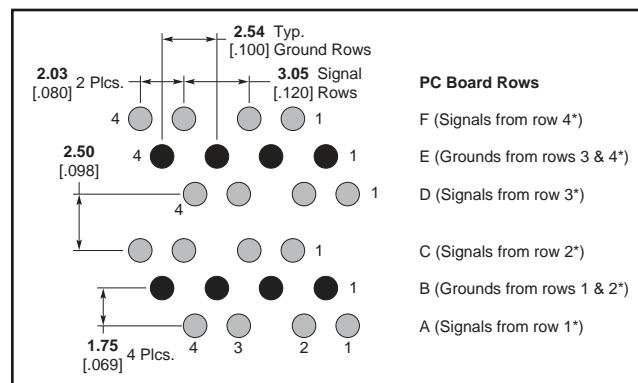 2.54 Typ.
[.100] Ground Rows
2.03 2 Plcs.
[.080]
3.05 Signal
[.120] Rows
PC Board Rows
4 1 F (Signals from row 4*)
4 1 E (Grounds from rows 3 & 4*)
2.50
[.098]
4 1 D (Signals from row 3*)
1 C (Signals from row 2*)
1 B (Grounds from rows 1 & 2*)
A (Signals from row 1*)
1.75 4 Plcs.
[.069]
4 3 2 1